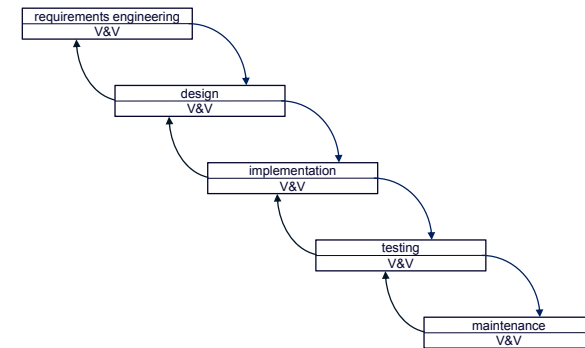 requirements engineering
V&V
design
V&V
implementation
V&V
testing
V&V
maintenance
V&V